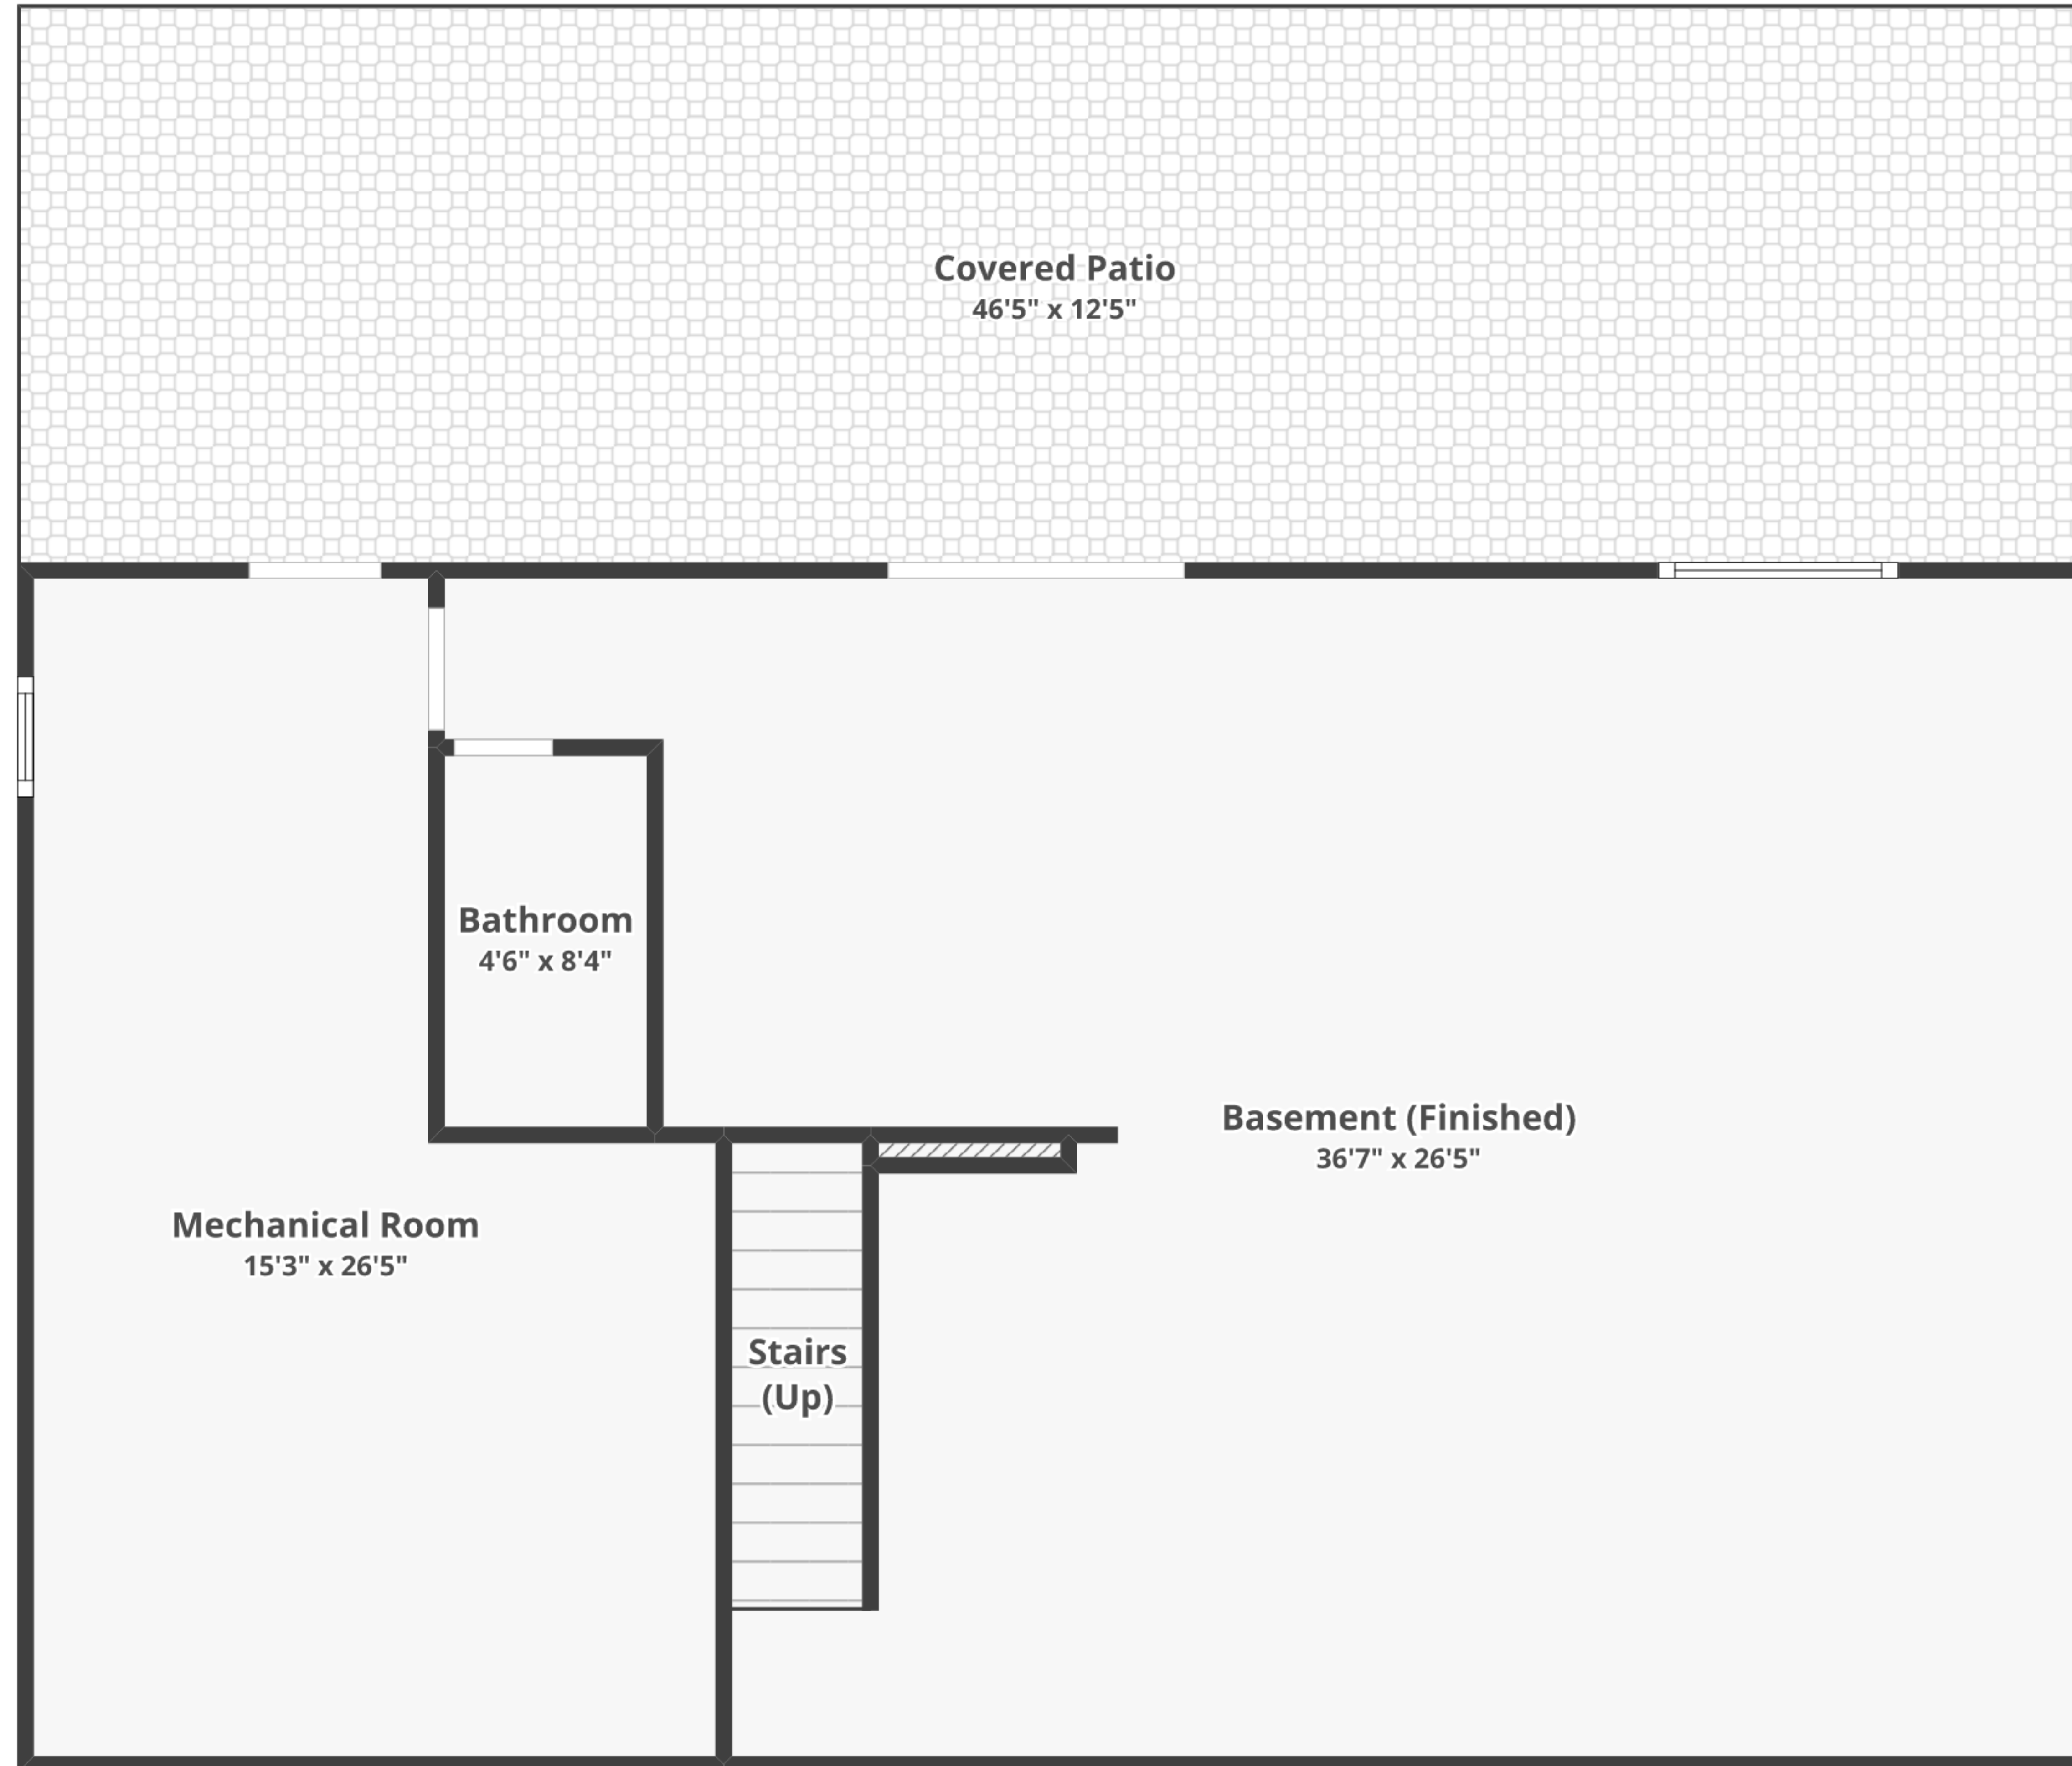 Covered Patio
46'5" x 12'5"
Bathroom
4'6" x 8'4"
Basement (Finished)
36'7" x 26'5"
Mechanical Room
15'3" x 26'5"
Stairs
(Up)